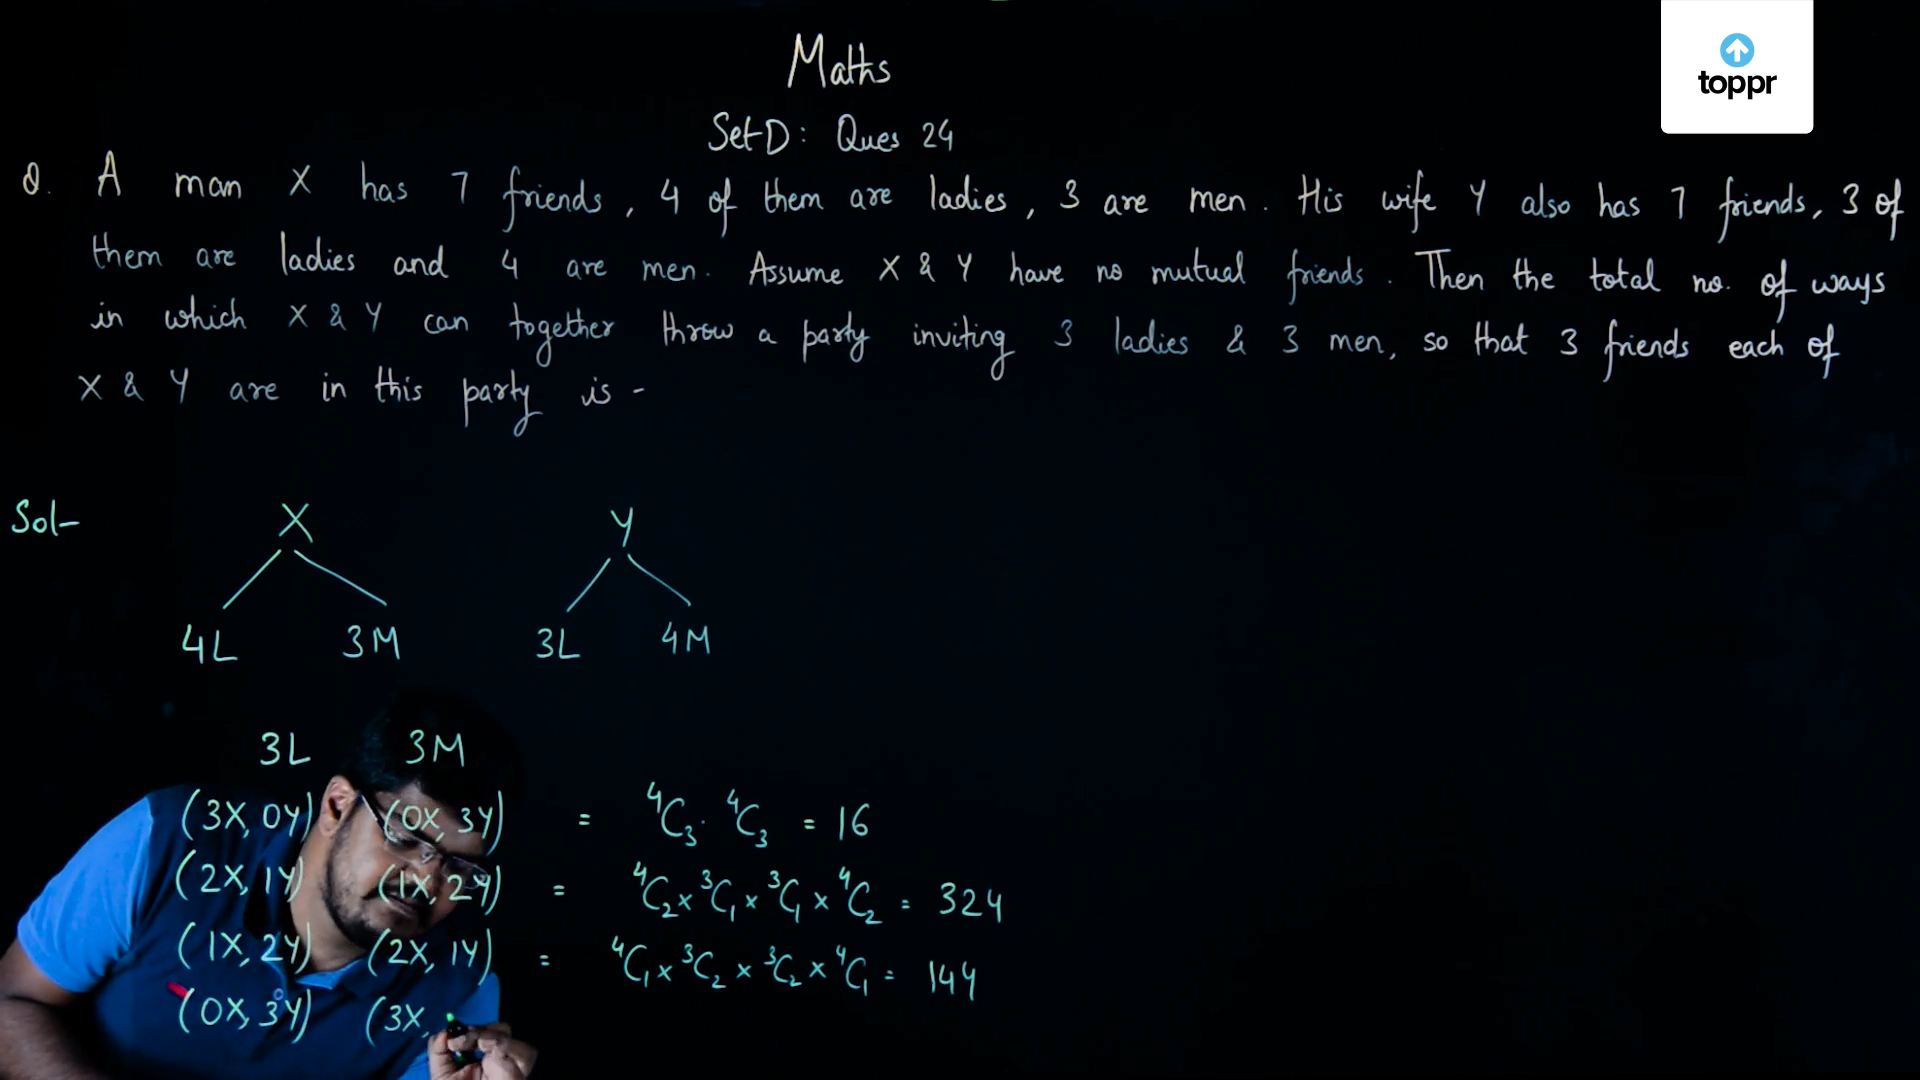 toppr
Maths
Set D: Ques 24
Q. A man X has 7 friends, 4 of them are ladies, 3 are men. His wife Y also has 7 friends, 3 of
them are ladies and 4 are men. Assume X & Y have no mutual friends. Then the total no. of ways
in which X & Y can together throw a party inviting 3 ladies & 3 men, so that 3 friends each of
X & Y are in this party is -
Sol-
X Y
4L 3M 3L 4M
3L 3M
(3X, 0Y) (0X, 3Y) = ⁴C₃ . ⁴C₃ = 16
(2X, 1Y) (1X, 2Y) = ⁴C₂ x ³C₁ x ³C₁ x ⁴C₂ = 324
(1X, 2Y) (2X, 1Y) = ⁴C₁ x ³C₂ x ³C₂ x ⁴C₁ = 144
(0X, 3Y) (3X,